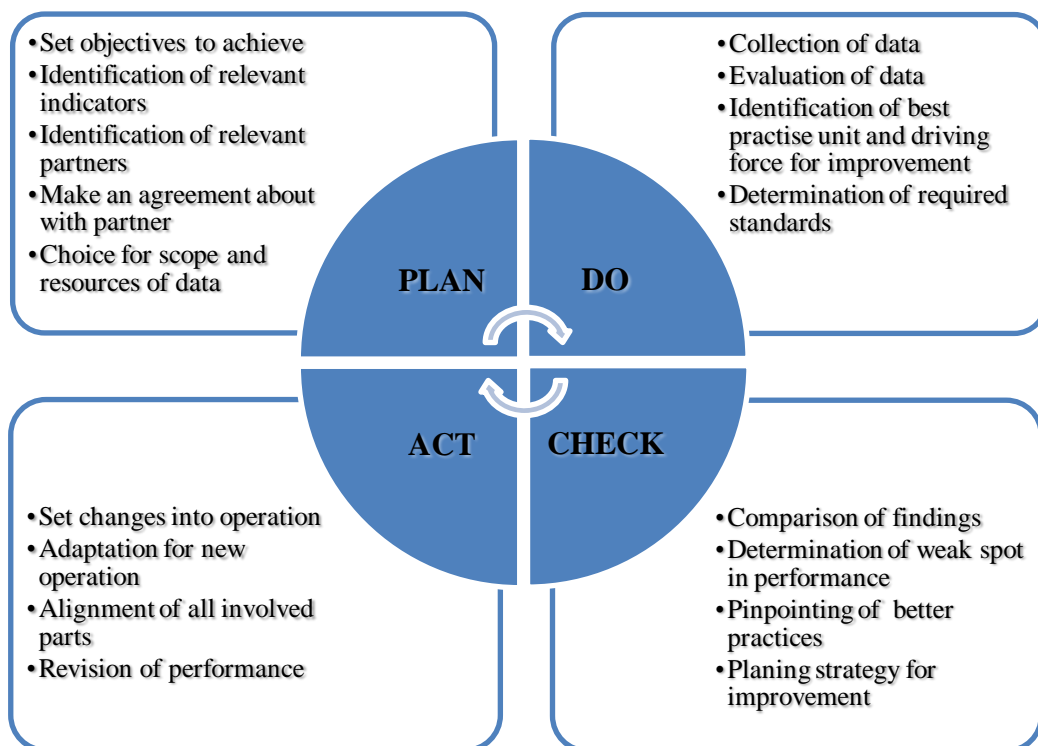 •Set objectives to achieve
•Identification of relevant
indicators
•Identification of relevant
partners
•Make an agreement about
with partner
•Choice for scope and
resources of data
•Collection of data
•Evaluation of data
•Identification of best
practise unit and driving
force for improvement
•Determination of required
standards
PLAN
DO
ACT
CHECK
•Set changes into operation
•Adaptation for new
operation
•Alignment of all involved
parts
•Revision of performance
•Comparison of findings
•Determination of weak spot
in performance
•Pinpointing of better
practices
•Planing strategy for
improvement